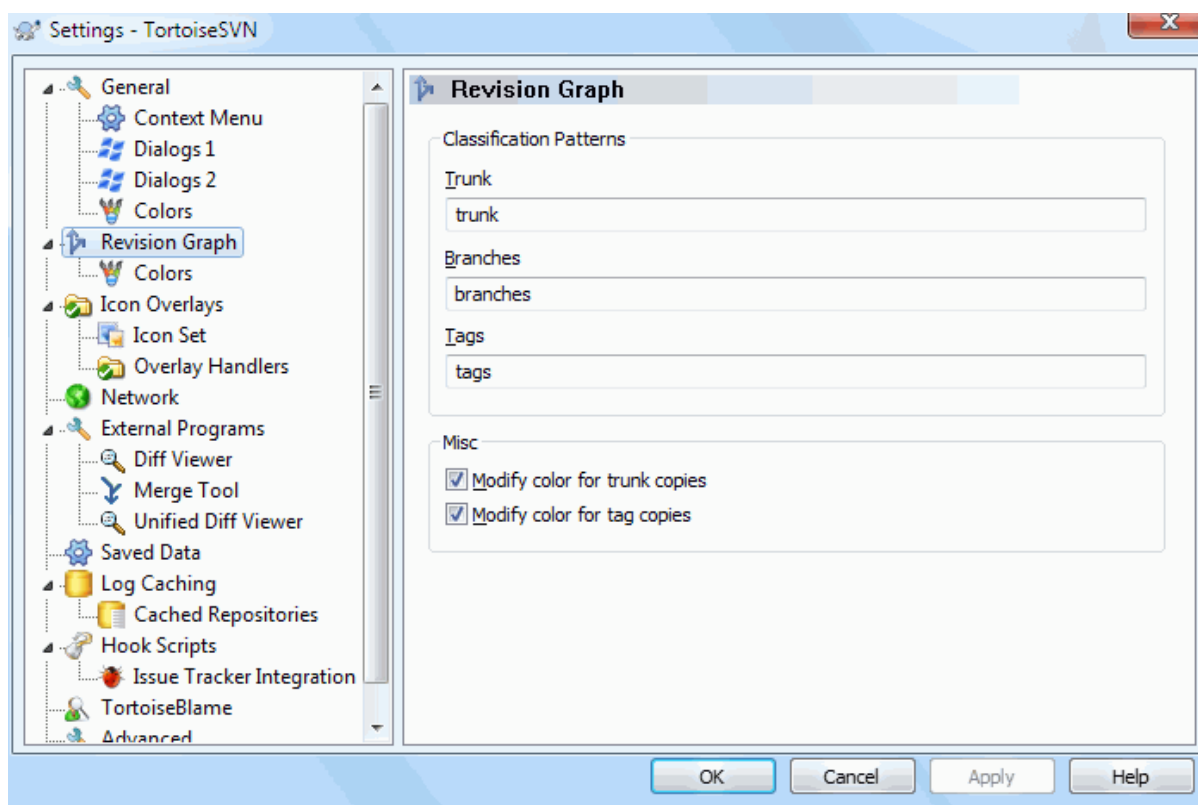 Settings - TortoiseSVN
General
Context Menu
Dialogs 1
Dialogs 2
Colors
Revision Graph
Colors
Icon Overlays
Icon Set
Overlay Handlers
Network
External Programs
Diff Viewer
Merge Tool
Unified Diff Viewer
Saved Data
Log Caching
Cached Repositories
Hook Scripts
Issue Tracker Integration
TortoiseBlame
Advanced
Revision Graph
Classification Patterns
Trunk
trunk
Branches
branches
Tags
tags
Misc
Modify color for trunk copies
Modify color for tag copies
OK Cancel Apply Help